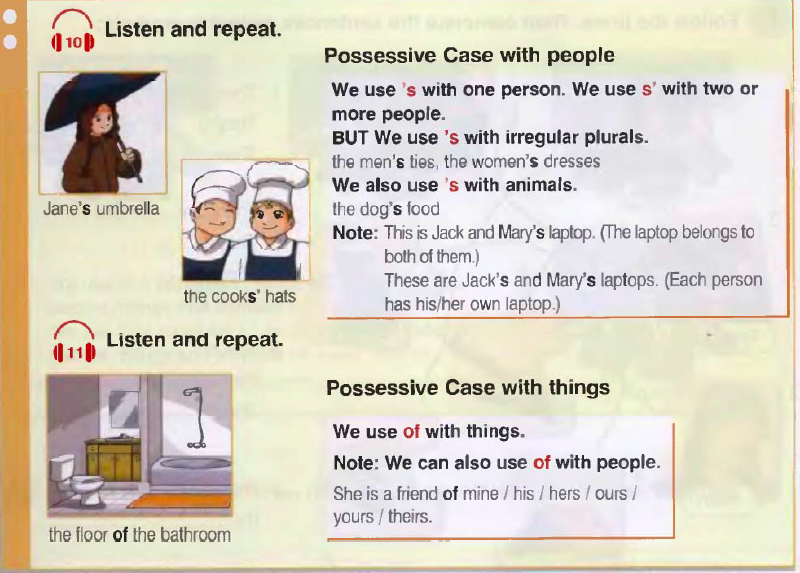 10 Listen and repeat.
Jane's umbrella
the cooks' hats
Possessive Case with people
We use 's with one person. We use s' with two or
more people.
BUT We use 's with irregular plurals.
the men's ties, the women's dresses
We also use 's with animals.
the dog's food
Note: This is Jack and Mary's laptop. (The laptop belongs to
both of them.)
These are Jack's and Mary's laptops. (Each person
has his/her own laptop.)
11 Listen and repeat.
the floor of the bathroom
Possessive Case with things
We use of with things.
Note: We can also use of with people.
She is a friend of mine / his / hers / ours /
yours / theirs.